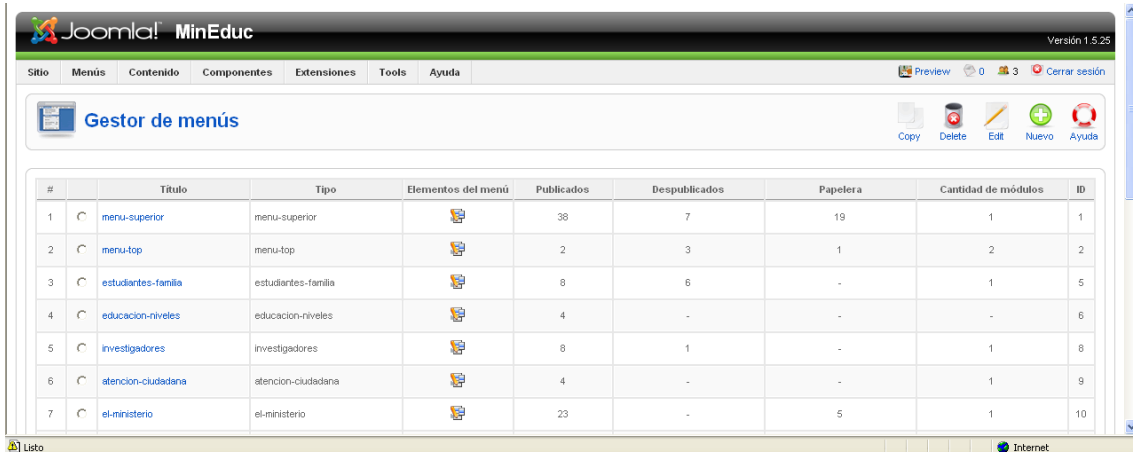 Joomla! MinEduc
Versión 1.5.25
Sitio Menús Contenido Componentes Extensiones Tools Ayuda Preview 0 3 Cerrar sesión
Gestor de menús
Copy Delete Edit Nuevo Ayuda
# Título Tipo Elementos del menú Publicados Despublicados Papelera Cantidad de módulos ID
1 menu-superior menu-superior 38 7 19 1 1
2 menu-top menu-top 2 3 1 2 2
3 estudiantes-familia estudiantes-familia 8 6 - 1 5
4 educacion-niveles educacion-niveles 4 - - - 6
5 investigadores investigadores 8 1 - 1 8
6 atencion-ciudadana atencion-ciudadana 4 - - 1 9
7 el-ministerio el-ministerio 23 - 5 1 10
Listo Internet